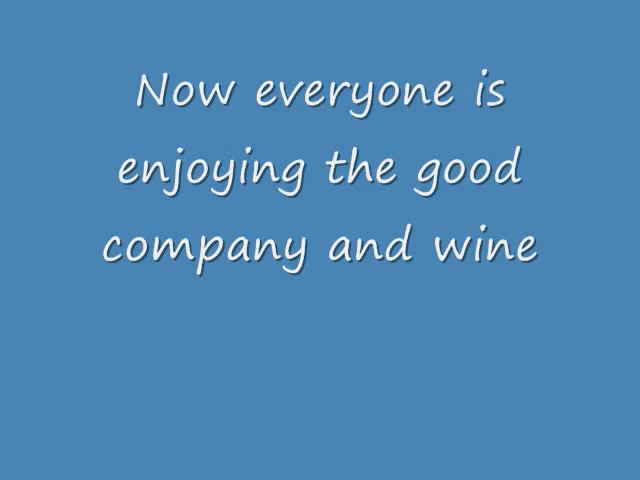 Now everyone is
enjoying the good
company and wine